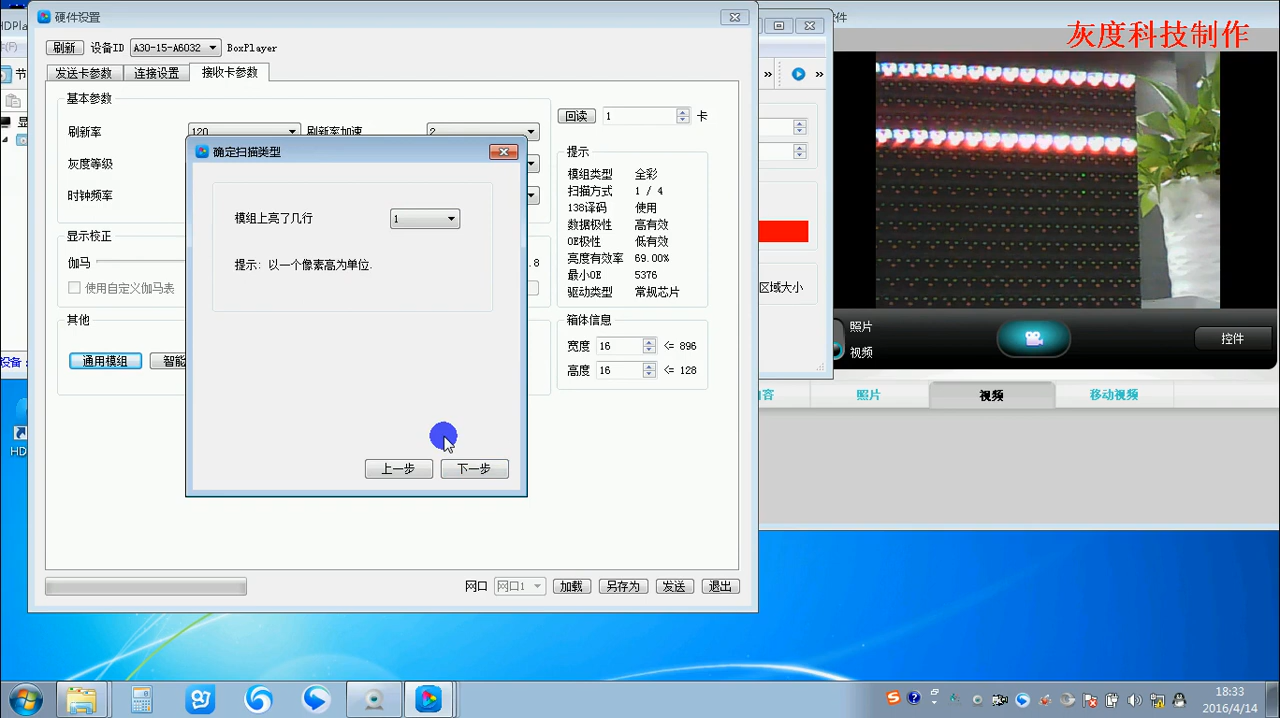 硬件设置
HDPla
件
灰度科技制作
刷新 设备ID A30-15-A6032 BoxPlayer
发送卡参数 连接设置 接收卡参数
节
»
»
基本参数
回读 1 卡
刷新率 120 刷新率加速 2
灰度等级
时钟频率
显示校正
伽马
.8
使用自定义伽马表
其他
通用模组 智能
设备:
确定扫描类型
模组上亮了几行 1
提示: 以一个像素高为单位.
上一步 下一步
提示
模组类型 全彩
扫描方式 1 / 4
138译码 使用
数据极性 高有效
OE极性 低有效
亮度有效率 69.00%
最小OE 5376
驱动类型 常规芯片
箱体信息
宽度 16 <= 896
高度 16 <= 128
区域大小
照片
视频
控件
容 照片 视频 移动视频
HD
网口 网口1 加载 另存为 发送 退出
18:33
2016/4/14